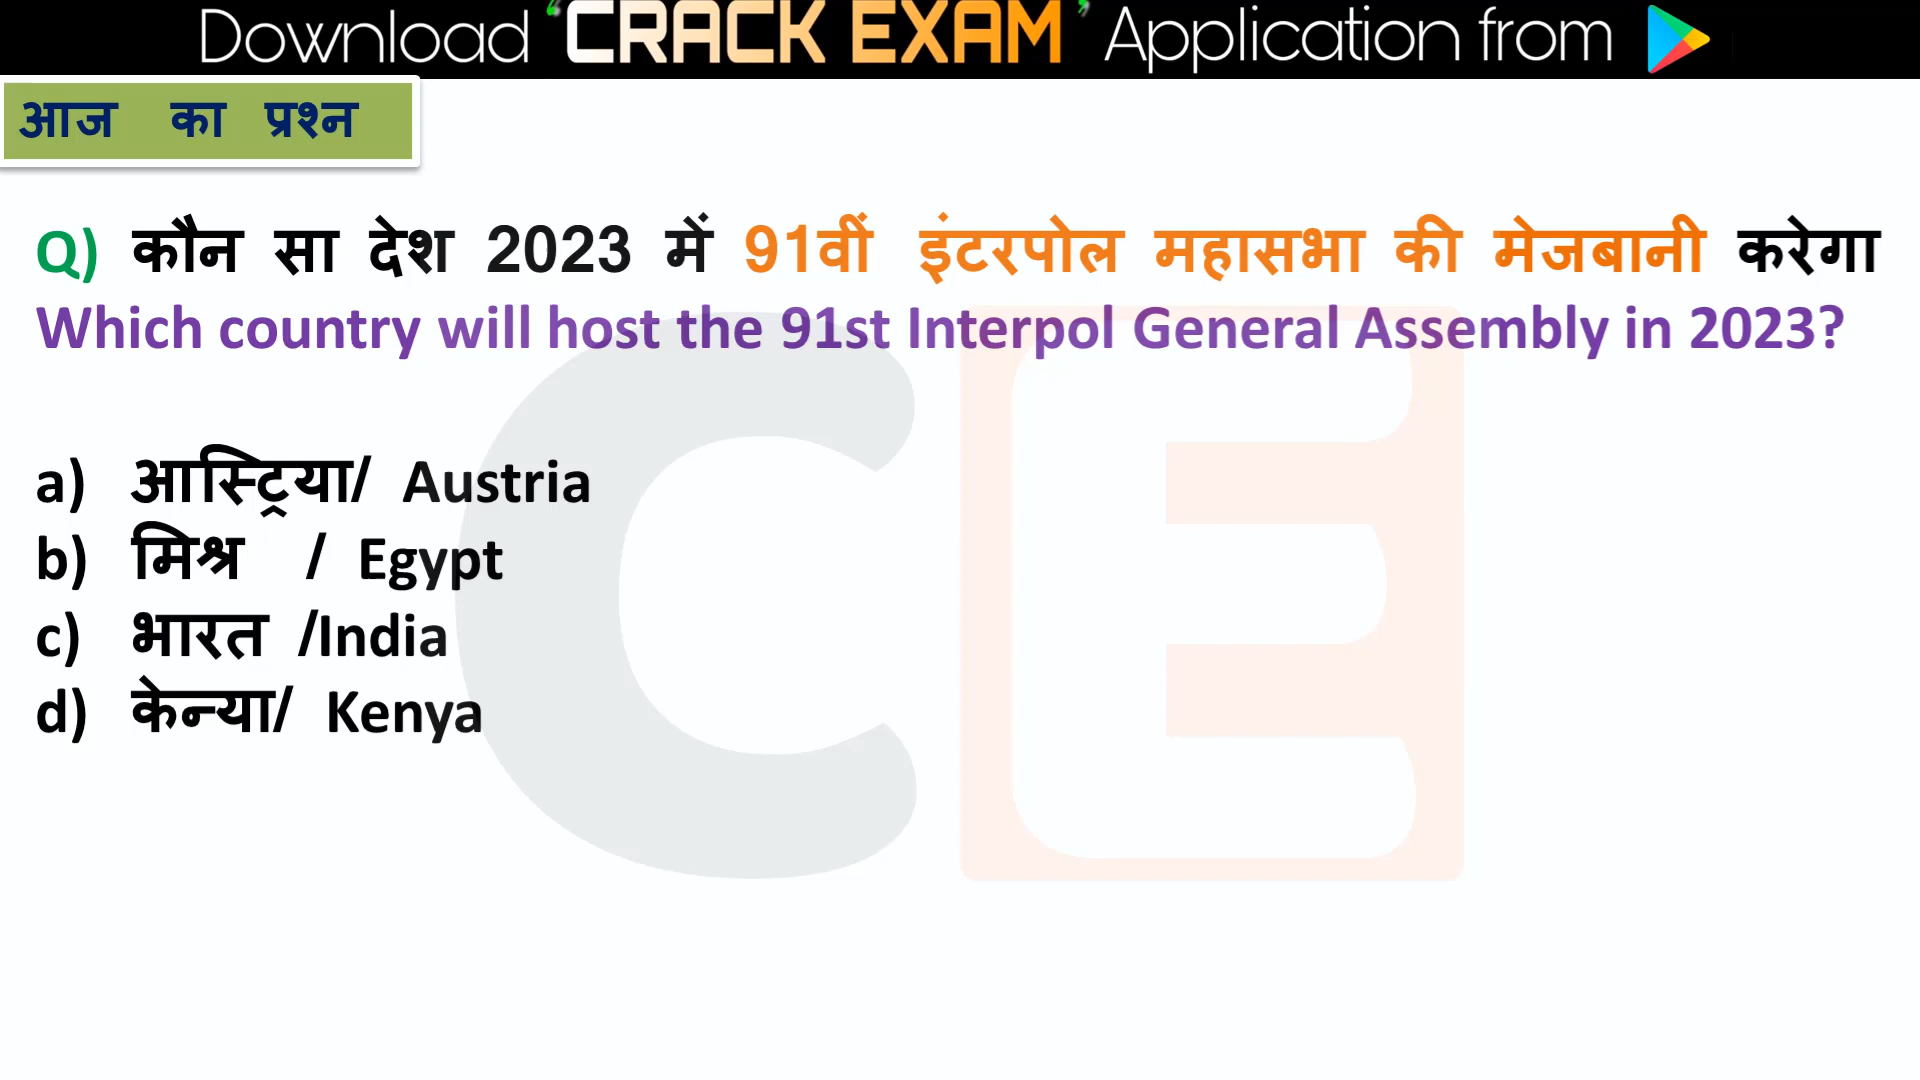 Download ‘CRACK EXAM’ Application from
आज का प्रश्न
Q) कौन सा देश 2023 में 91वीं इंटरपोल महासभा की मेजबानी करेगा
Which country will host the 91st Interpol General Assembly in 2023?
a) आस्ट्रिया/ Austria
b) मिश्र / Egypt
c) भारत /India
d) केन्या/ Kenya
CE